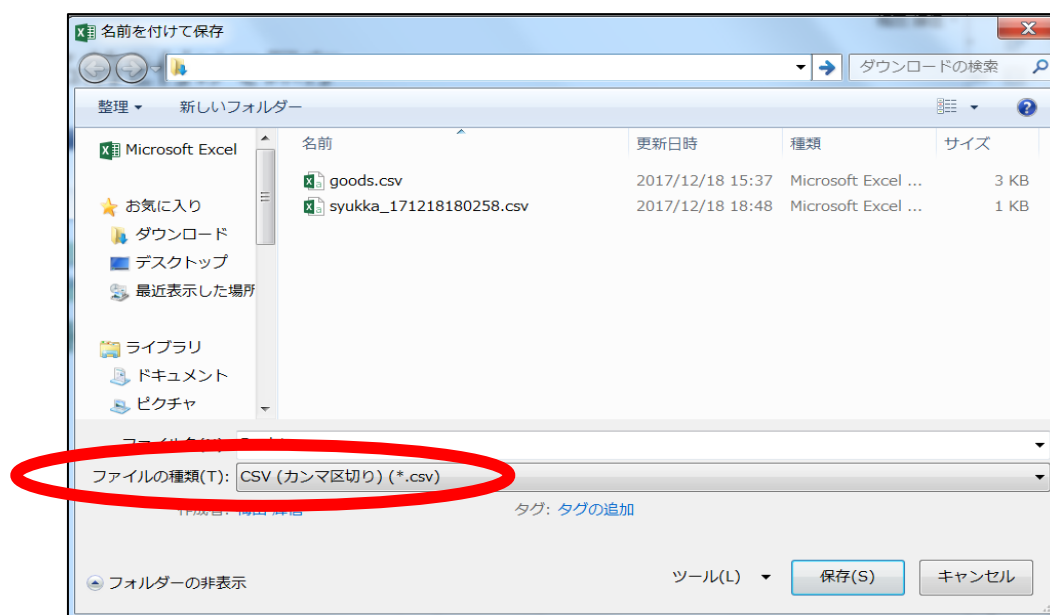 名前を付けて保存
ダウンロードの検索
整理 新しいフォルダー
Microsoft Excel
名前 更新日時 種類 サイズ
goods.csv 2017/12/18 15:37 Microsoft Excel ... 3 KB
お気に入り
syukka_171218180258.csv 2017/12/18 18:48 Microsoft Excel ... 1 KB
ダウンロード
デスクトップ
最近表示した場所
ライブラリ
ドキュメント
ピクチャ
ファイルの種類(T): CSV (カンマ区切り) (*.csv)
タグ: タグの追加
フォルダーの非表示
ツール(L) 保存(S) キャンセル